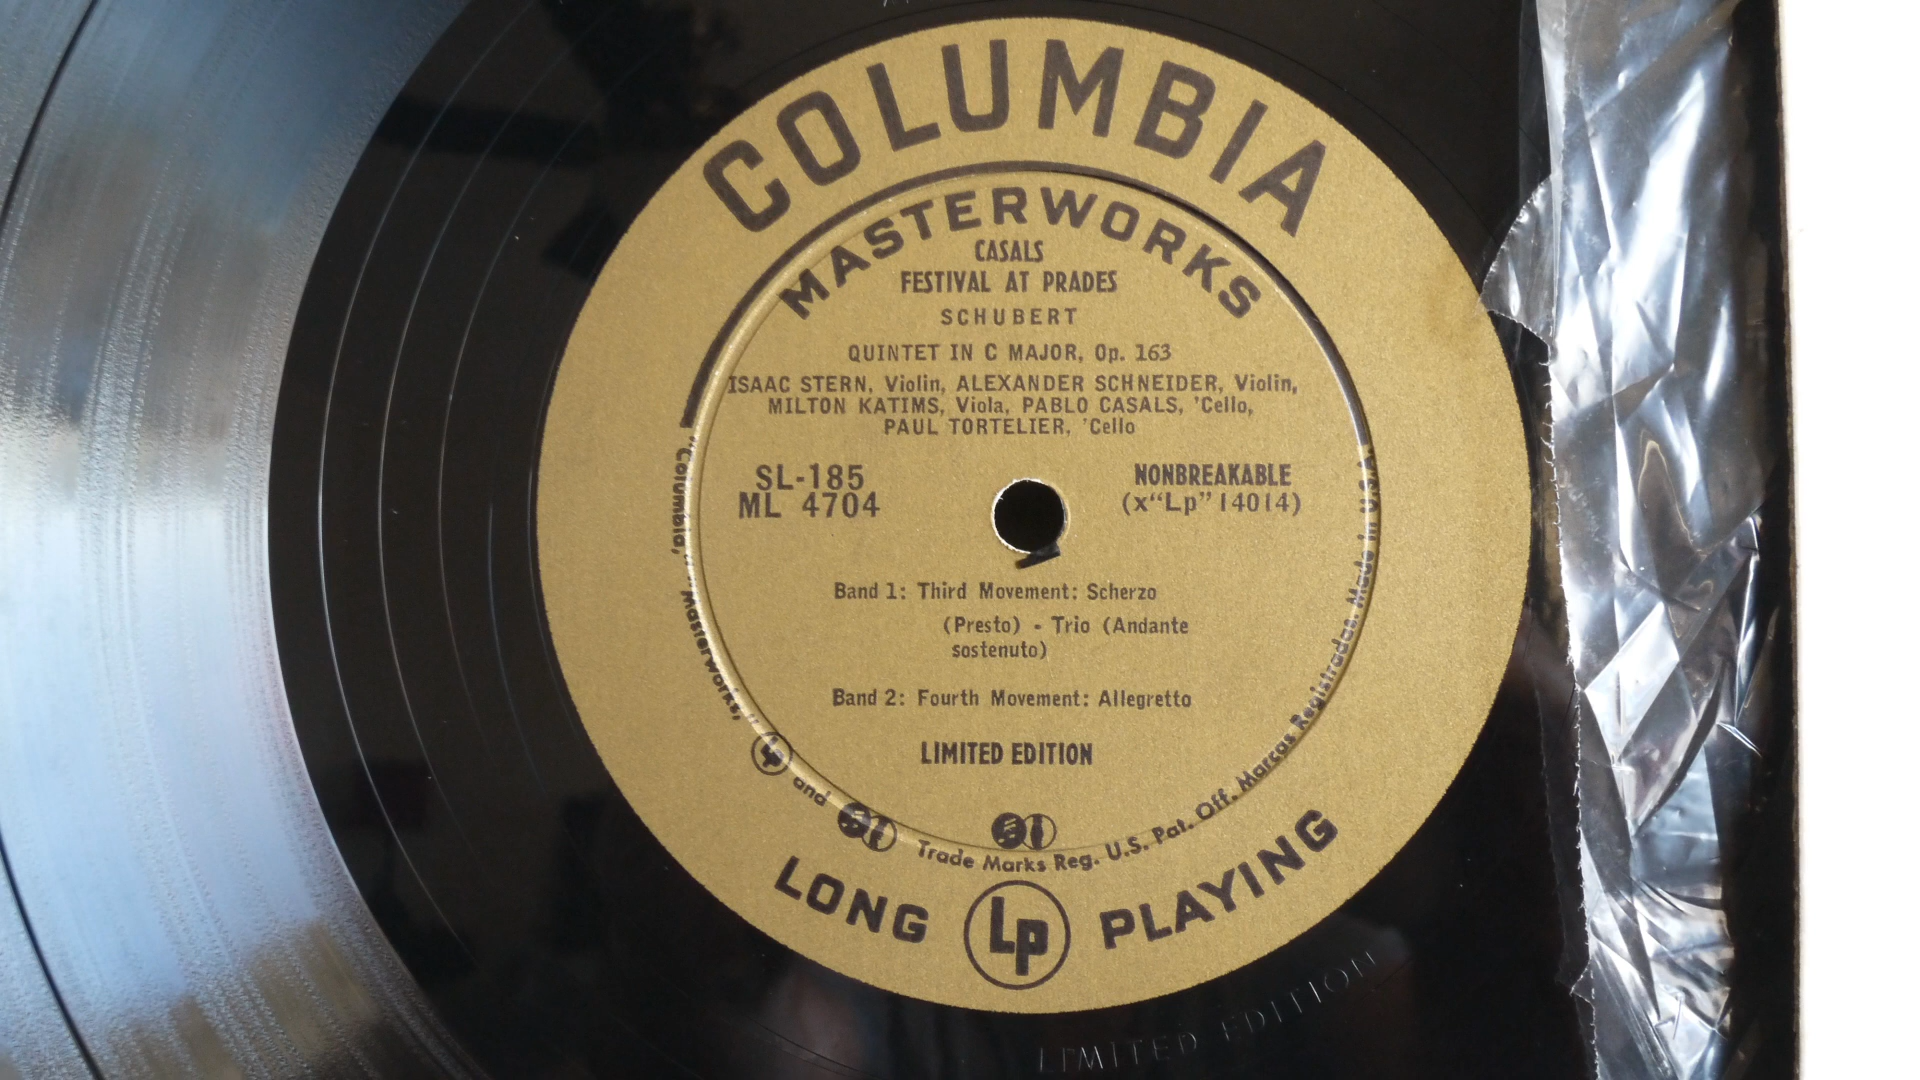 COLUMBIA
MASTERWORKS
CASALS
FESTIVAL AT PRADES
SCHUBERT
QUINTET IN C MAJOR, Op. 163
ISAAC STERN, Violin, ALEXANDER SCHNEIDER, Violin,
MILTON KATIMS, Viola, PABLO CASALS, 'Cello,
PAUL TORTELIER, 'Cello
SL-185
ML 4704
NONBREAKABLE
(x“Lp” 14014)
Band 1: Third Movement: Scherzo
(Presto) - Trio (Andante
sostenuto)
Band 2: Fourth Movement: Allegretto
LIMITED EDITION
"Columbia," "Masterworks," Lp and Trade Marks Reg. U.S. Pat. Off. Marcas Registradas. Made in U.S.A.
LONG Lp PLAYING
LIMITED EDITION